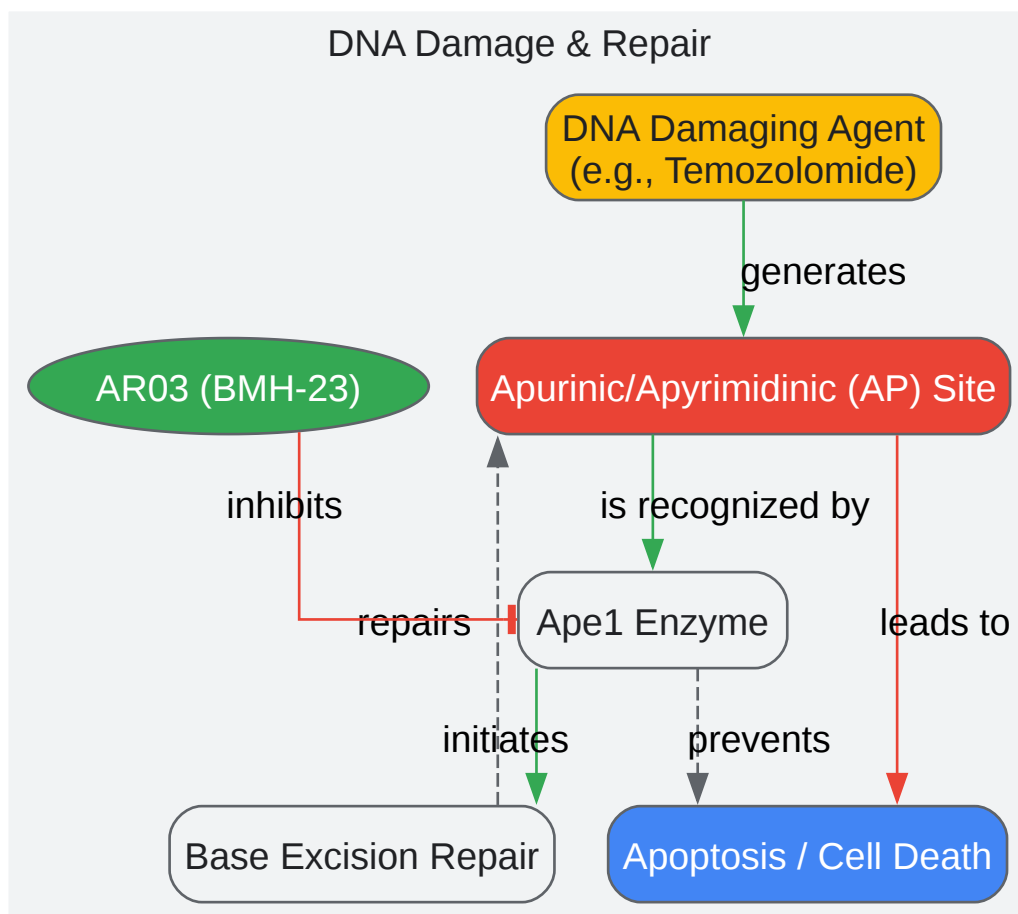 DNA Damage & Repair
DNA Damaging Agent
(e.g., Temozolomide)
generates
AR03 (BMH-23)
Apurinic/Apyrimidinic (AP) Site
inhibits
is recognized by
repairs
Ape1 Enzyme
leads to
initiates
prevents
Base Excision Repair
Apoptosis / Cell Death